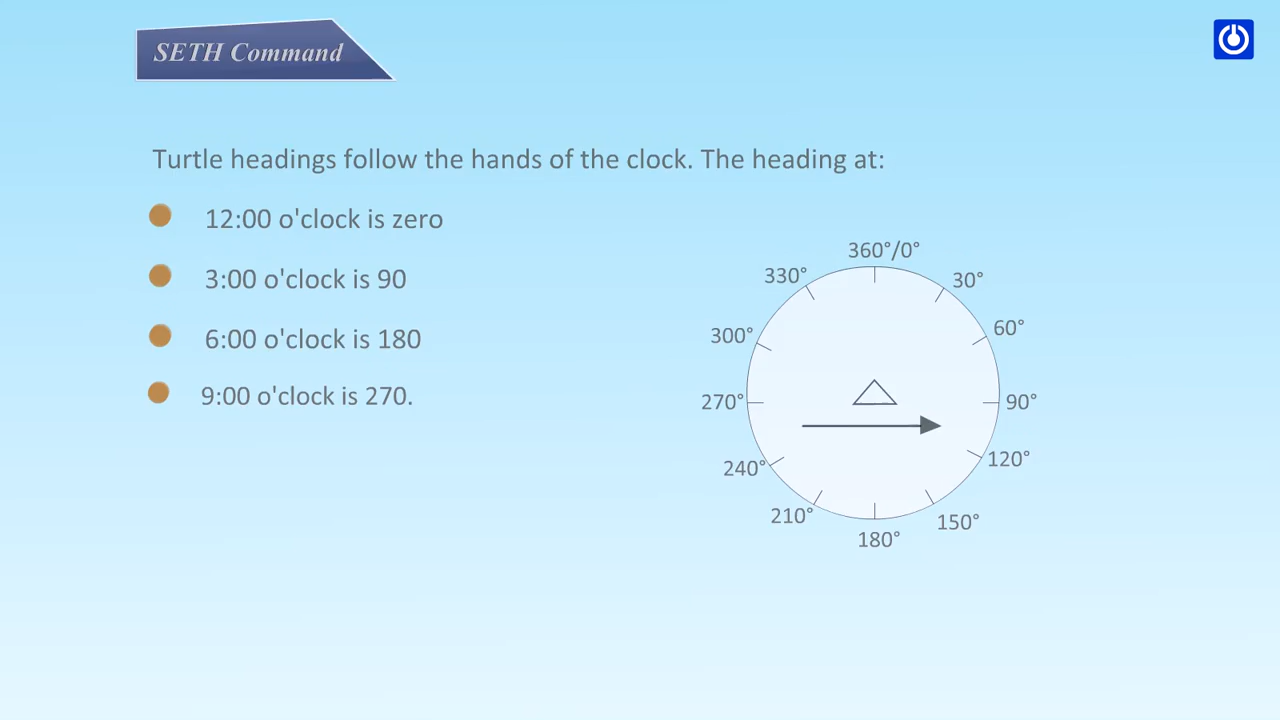 SETH Command
Turtle headings follow the hands of the clock. The heading at:
12:00 o'clock is zero
3:00 o'clock is 90
6:00 o'clock is 180
9:00 o'clock is 270.
360°/0°
330°
30°
300°
60°
270°
90°
240°
120°
210°
150°
180°